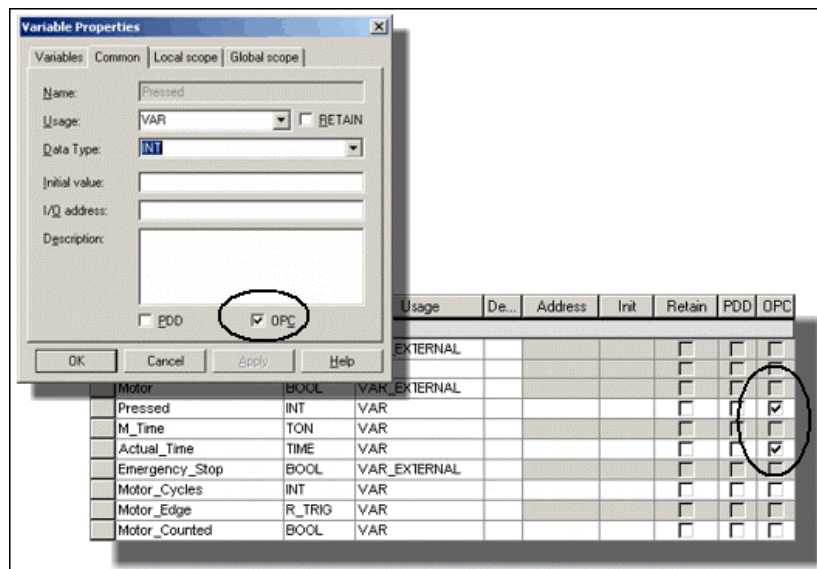 Variable Properties
Variables Common Local scope Global scope
Name: Pressed
Usage: VAR RETAIN
Data Type: INT
Initial value:
I/O address:
Description:
PDD OPC
OK Cancel Apply Help
Usage De... Address Init Retain PDD OPC
_EXTERNAL
Motor BOOL VAR_EXTERNAL
Pressed INT VAR
M_Time TON VAR
Actual_Time TIME VAR
Emergency_Stop BOOL VAR_EXTERNAL
Motor_Cycles INT VAR
Motor_Edge R_TRIG VAR
Motor_Counted BOOL VAR